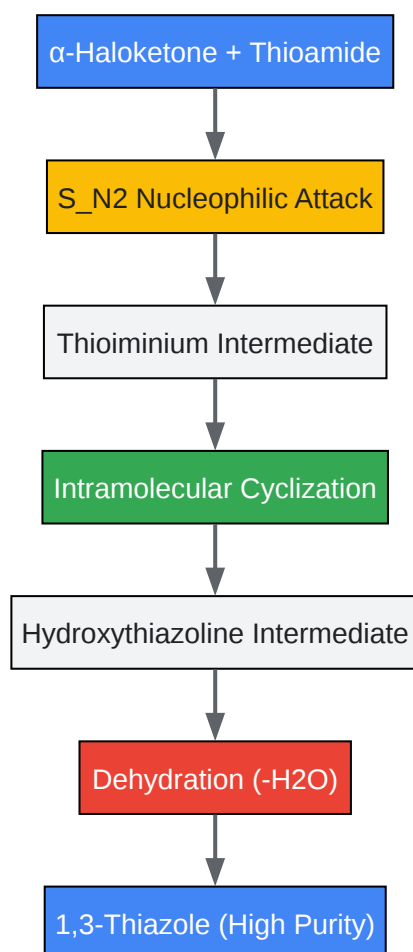 α-Haloketone + Thioamide
S_N2 Nucleophilic Attack
Thioiminium Intermediate
Intramolecular Cyclization
Hydroxythiazoline Intermediate
Dehydration (-H2O)
1,3-Thiazole (High Purity)